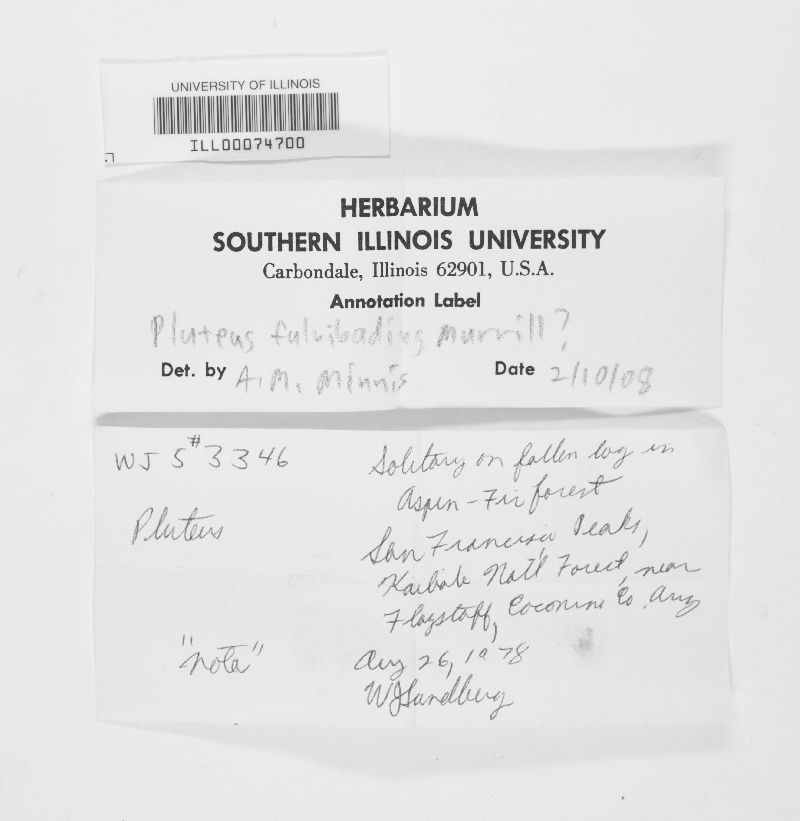 UNIVERSITY OF ILLINOIS
ILL00074700
HERBARIUM
SOUTHERN ILLINOIS UNIVERSITY
Carbondale, Illinois 62901, U.S.A.
Annotation Label
Pluteus fulvibadius Murrill?
Det. by A.M. Minnis Date 2/10/08
WJS #3346
Pluteus
"nota"
Solitary on fallen log in
Aspen-Fir forest
San Francisco Peaks,
Kaibab Nat'l Forest, near
Flagstaff, Coconino Co. Ariz
Aug 26, 1978
WJSundberg